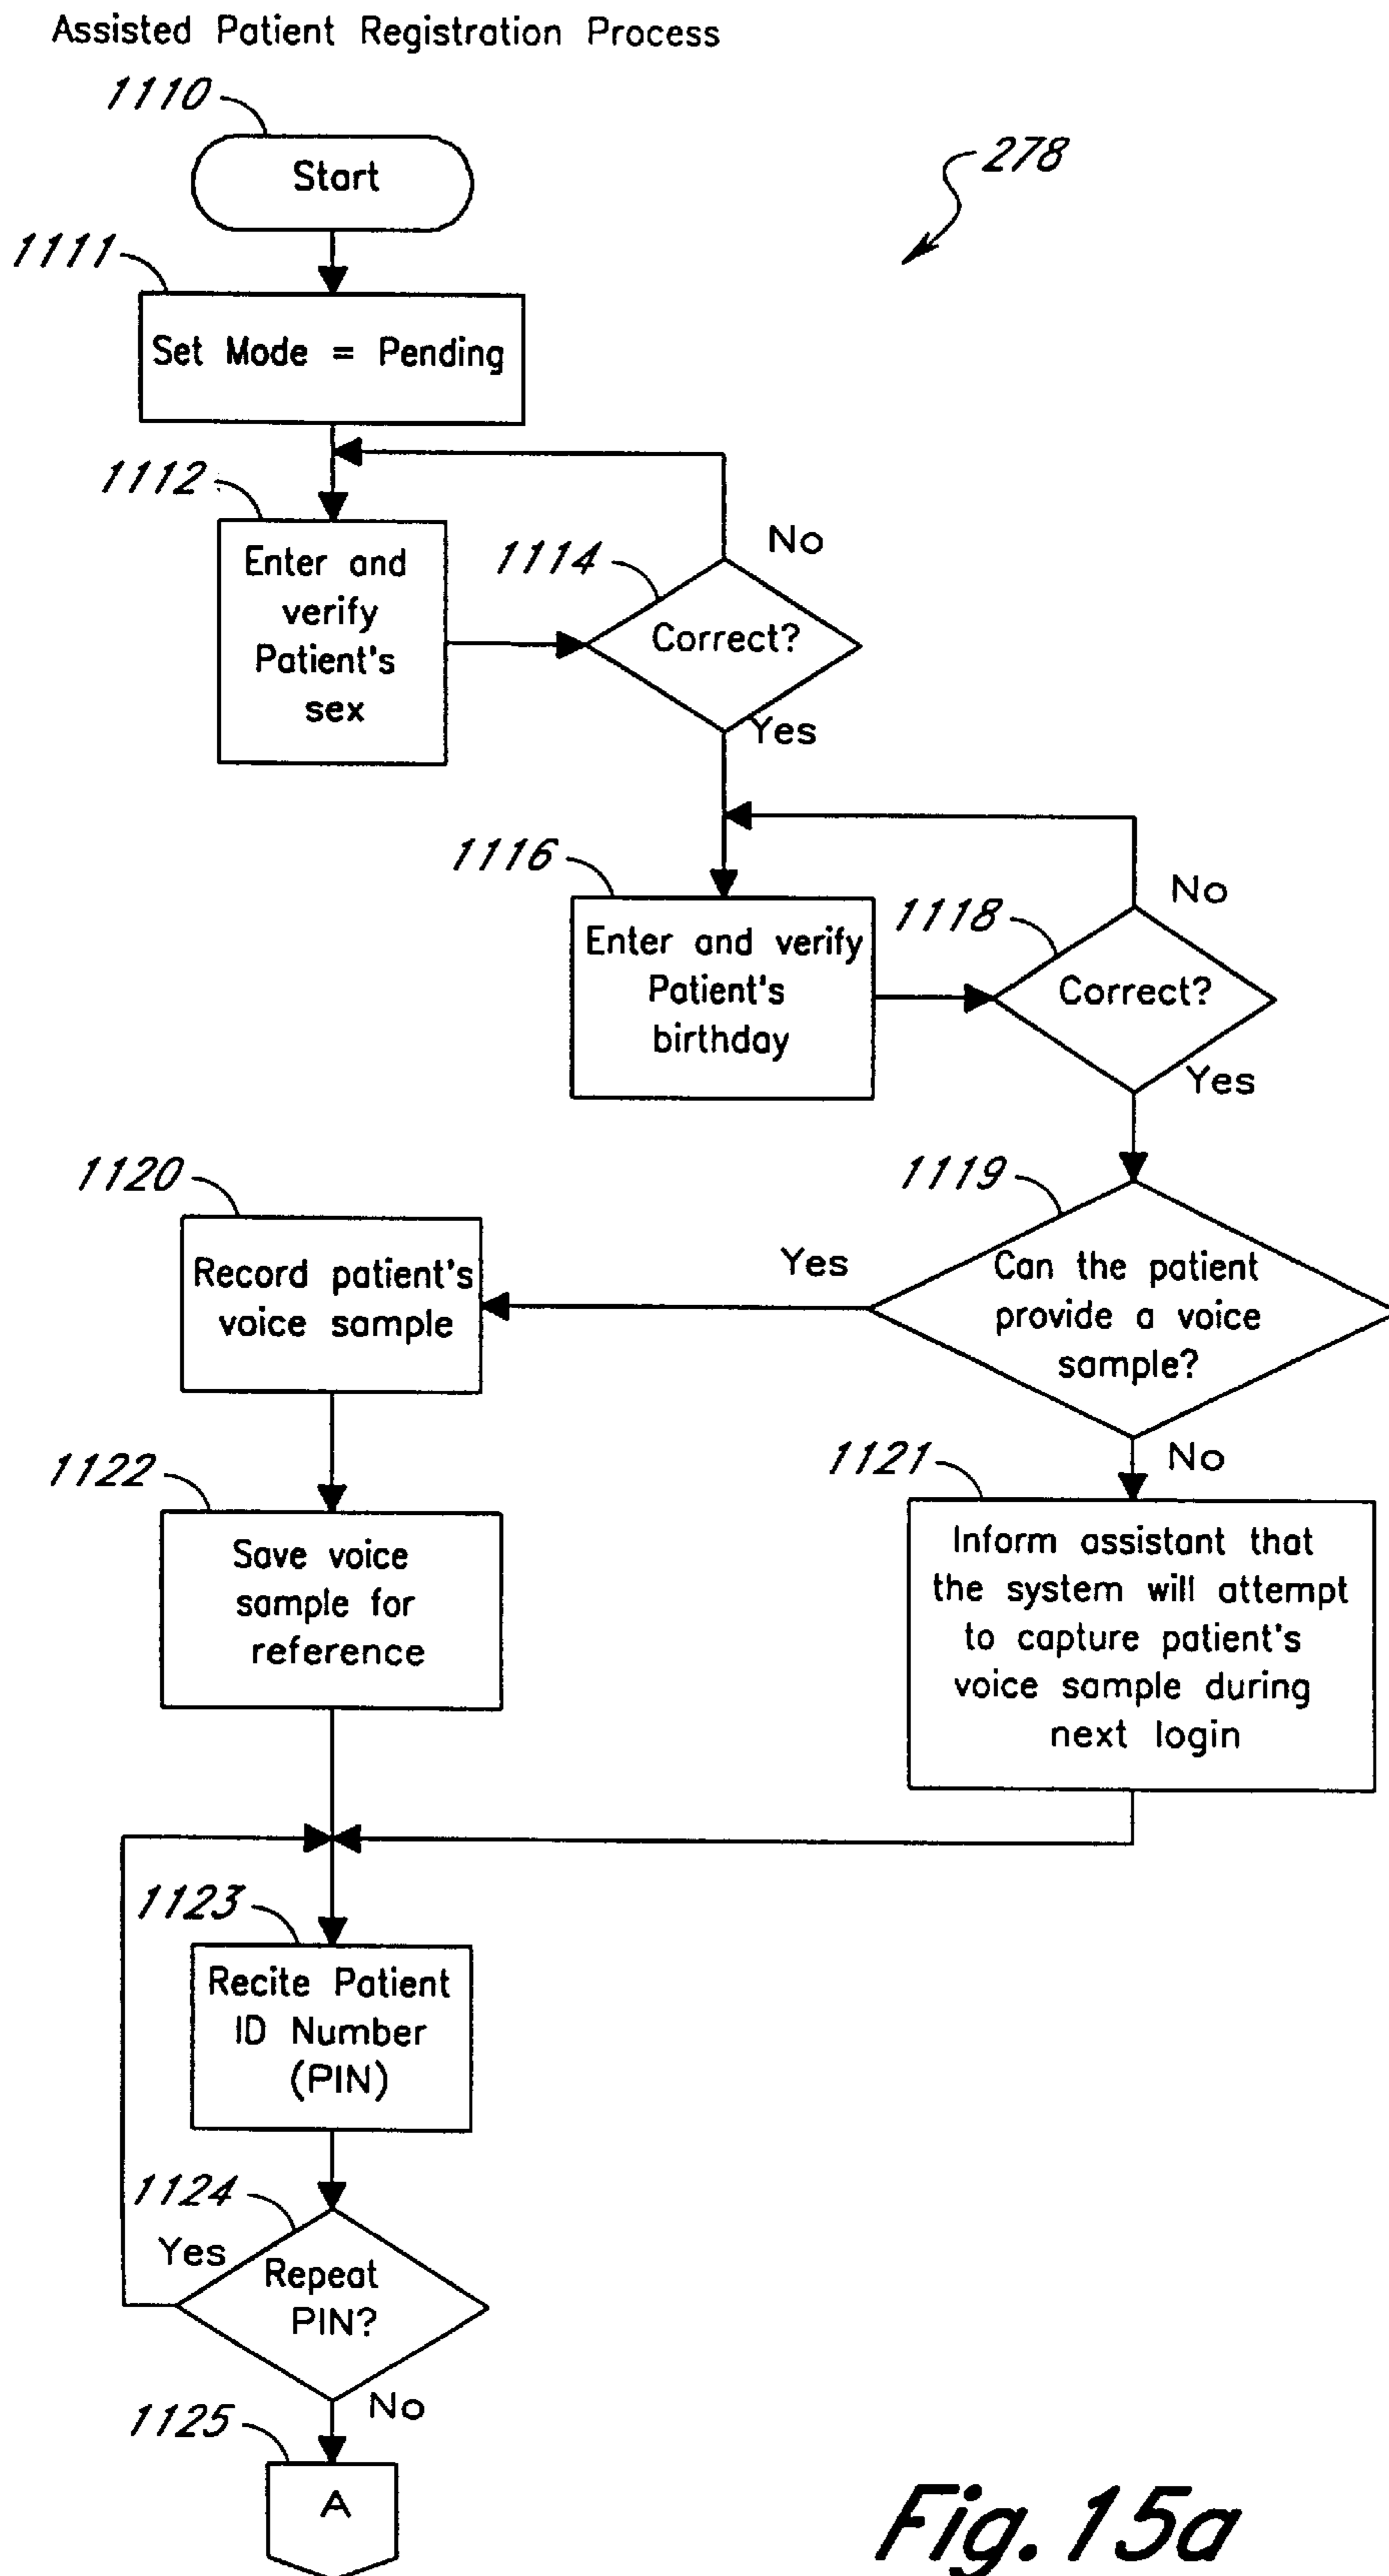 Assisted Patient Registration Process
1110
Start
278
1111
Set Mode = Pending
1112
Enter and
verify
Patient's
sex
1114
Correct?
No
Yes
1116
Enter and verify
Patient's
birthday
1118
Correct?
No
Yes
1119
Can the patient
provide a voice
sample?
Yes
No
1120
Record patient's
voice sample
1122
Save voice
sample for
reference
1121
Inform assistant that
the system will attempt
to capture patient's
voice sample during
next login
1123
Recite Patient
ID Number
(PIN)
1124
Yes
Repeat
PIN?
No
1125
A
Fig. 15a